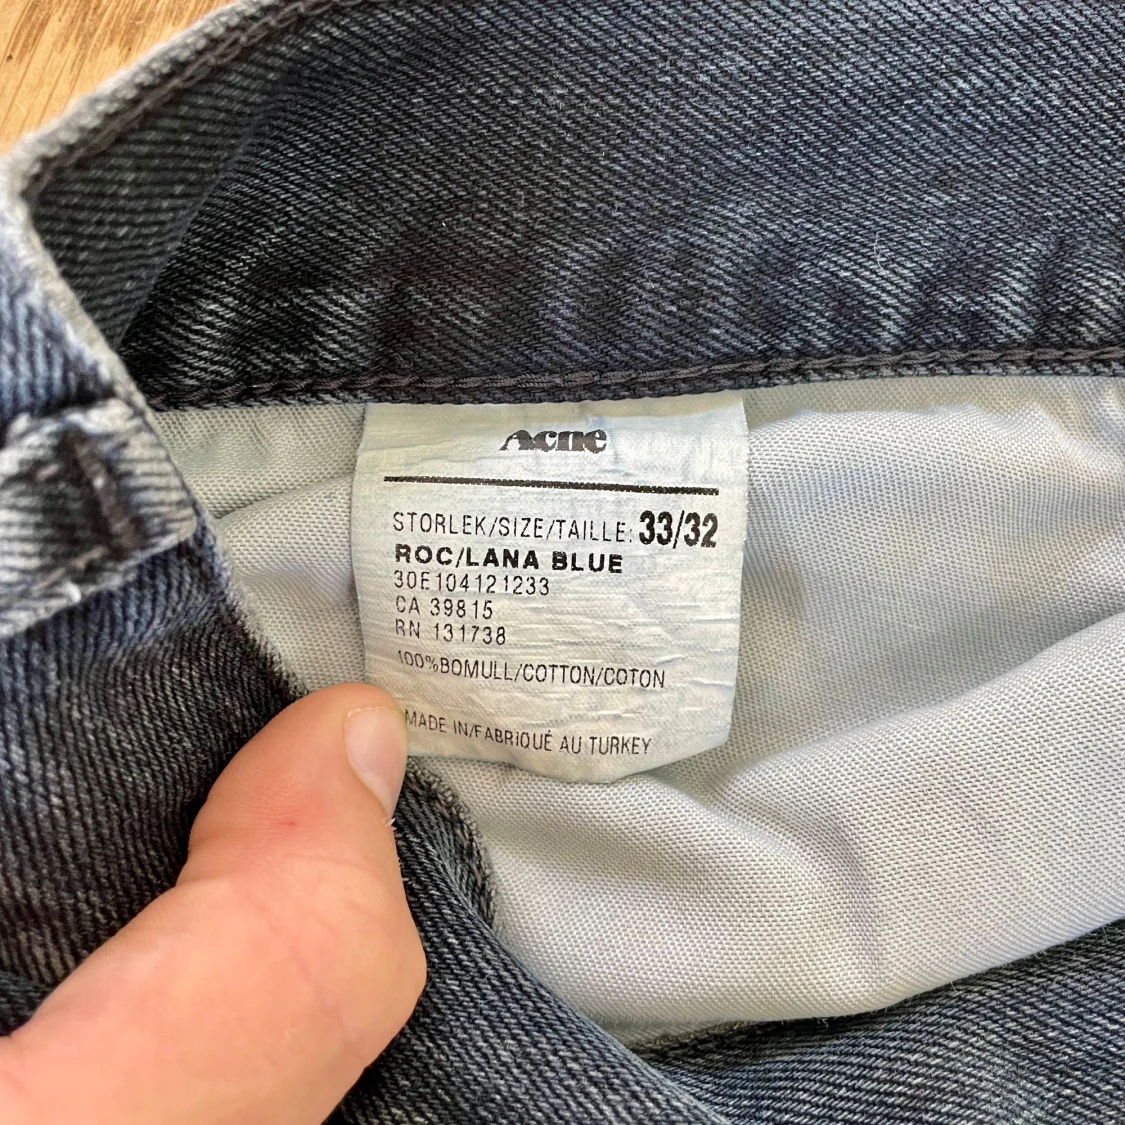 Acne
STORLEK/SIZE/TAILLE: 33/32
ROC/LANA BLUE
30E104121233
CA 39815
RN 131738
100%BOMULL/COTTON/COTON
MADE IN/FABRIQUÉ AU TURKEY